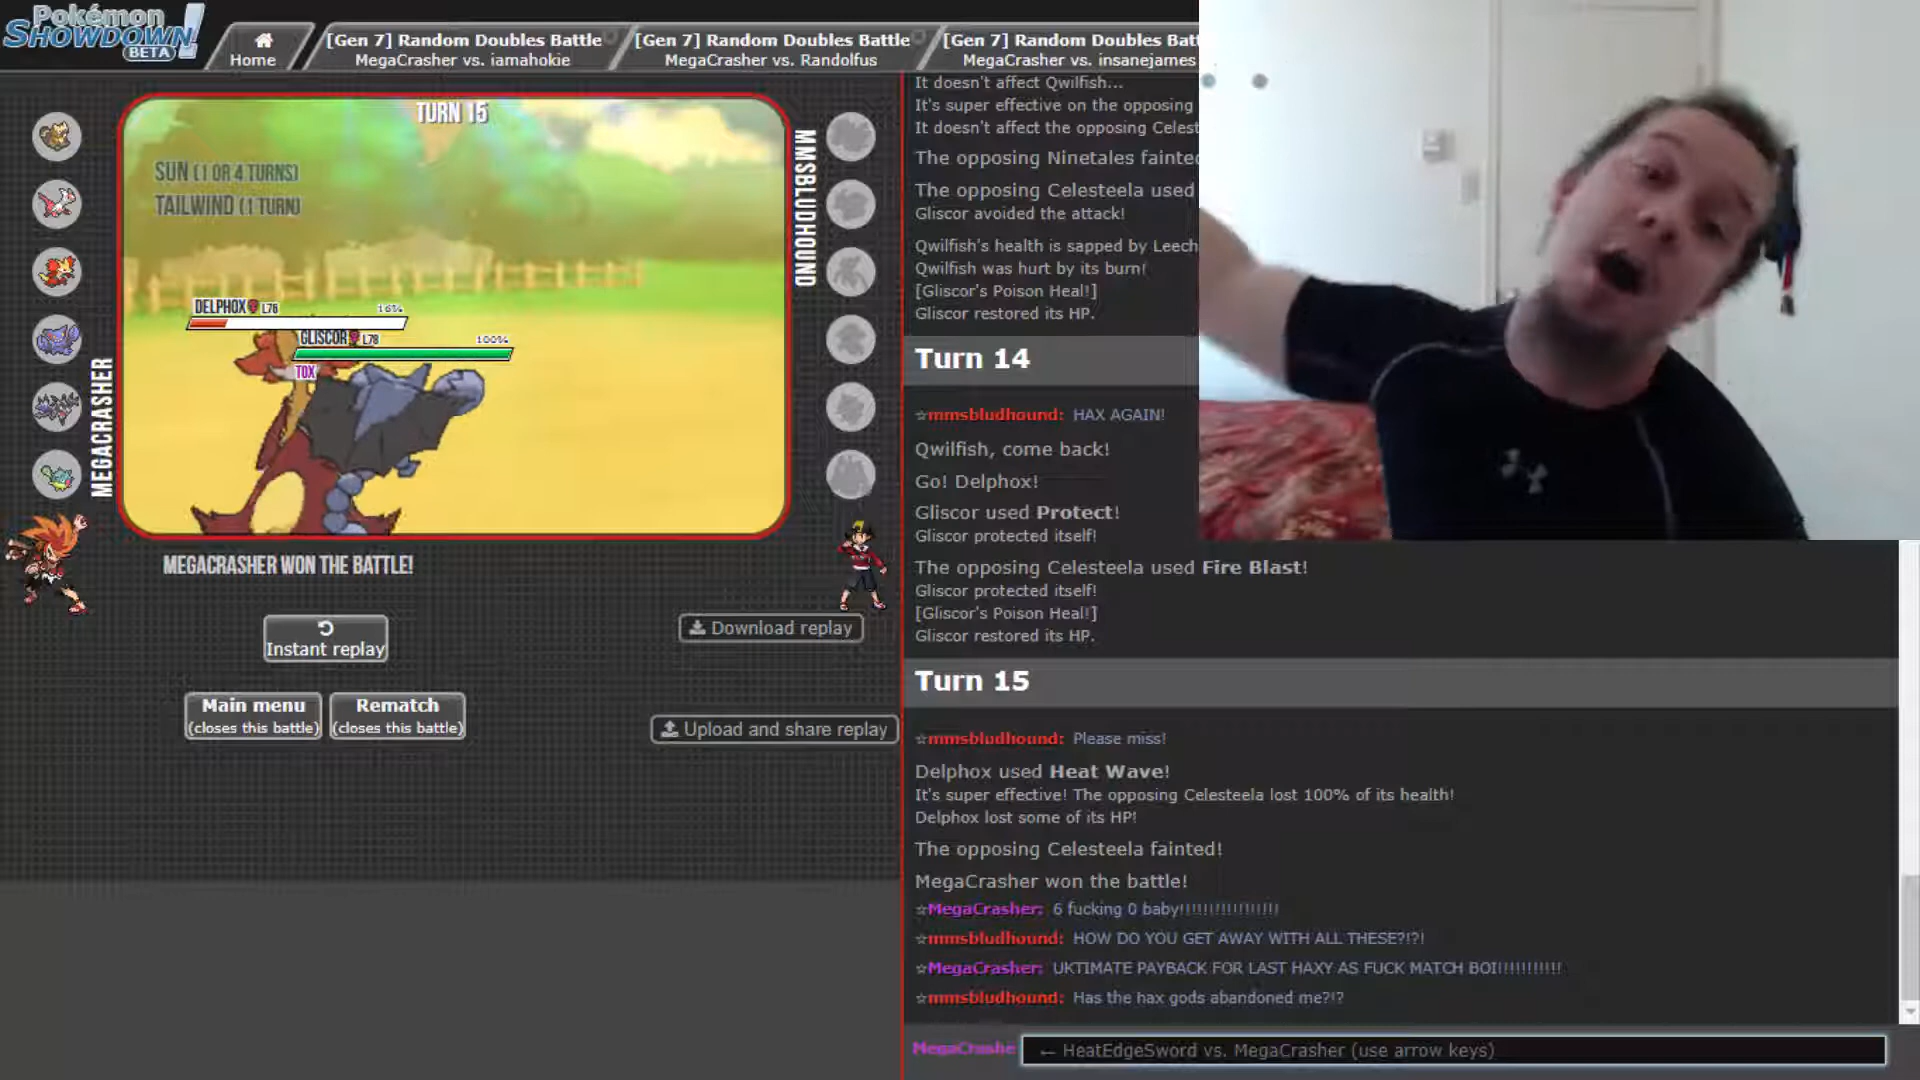 Pokémon
SHOWDOWN!
BETA
Home
[Gen 7] Random Doubles Battle
MegaCrasher vs. iamahokie
[Gen 7] Random Doubles Battle
MegaCrasher vs. Randolfus
[Gen 7] Random Doubles Batt
MegaCrasher vs. insanejames
TURN 15
SUN (1 OR 4 TURNS)
TAILWIND (1 TURN)
DELPHOX L78
16%
GLISCOR L78
100%
TOX
MEGACRASHER
MMSBLUDHOUND
MEGACRASHER WON THE BATTLE!
Instant replay
Download replay
Main menu
(closes this battle)
Rematch
(closes this battle)
Upload and share replay
It doesn't affect Qwilfish...
It's super effective on the opposing
It doesn't affect the opposing Celest
The opposing Ninetales fainted
The opposing Celesteela used
Gliscor avoided the attack!
Qwilfish's health is sapped by Leech
Qwilfish was hurt by its burn!
[Gliscor's Poison Heal!]
Gliscor restored its HP.
Turn 14
☆mmsbludhound: HAX AGAIN!
Qwilfish, come back!
Go! Delphox!
Gliscor used Protect!
Gliscor protected itself!
The opposing Celesteela used Fire Blast!
Gliscor protected itself!
[Gliscor's Poison Heal!]
Gliscor restored its HP.
Turn 15
☆mmsbludhound: Please miss!
Delphox used Heat Wave!
It's super effective! The opposing Celesteela lost 100% of its health!
Delphox lost some of its HP!
The opposing Celesteela fainted!
MegaCrasher won the battle!
☆MegaCrasher: 6 fucking 0 baby!!!!!!!!!!!!!!!!!
☆mmsbludhound: HOW DO YOU GET AWAY WITH ALL THESE?!?!
☆MegaCrasher: UKTIMATE PAYBACK FOR LAST HAXY AS FUCK MATCH BOI!!!!!!!!!!!
☆mmsbludhound: Has the hax gods abandoned me?!?
MegaCrashe
← HeatEdgeSword vs. MegaCrasher (use arrow keys)